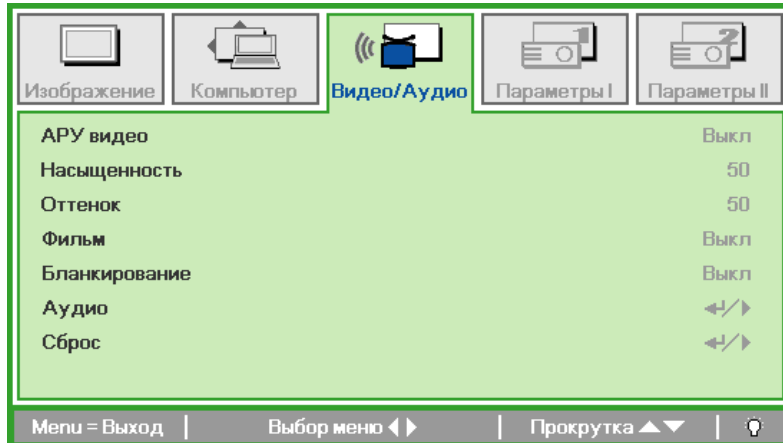 Изображение Компьютер Видео/Аудио Параметры I Параметры II
АРУ видео Выкл
Насыщенность 50
Оттенок 50
Фильм Выкл
Бланкирование Выкл
Аудио ↵/▶
Сброс ↵/▶
Menu = Выход | Выбор меню ◀ ▶ | Прокрутка ▲▼ |